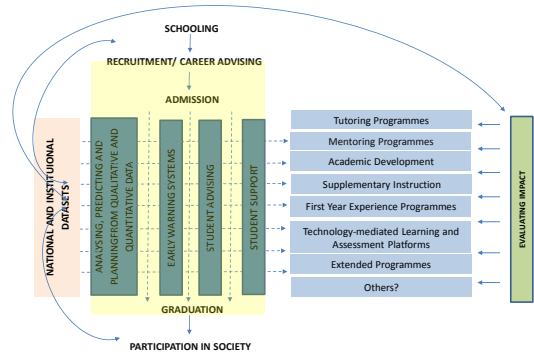 SCHOOLING
RECRUITMENT/ CAREER ADVISING
ADMISSION
NATIONAL AND INSTITUIONAL
DATASETS
ANALYSING, PREDICTING AND
PLANNINGFROM QUALITATIVE AND
QUANTITATIVE DATA
EARLY WARNING SYSTEMS
STUDENT ADVISING
STUDENT SUPPORT
Tutoring Programmes
Mentoring Programmes
Academic Development
Supplementary Instruction
First Year Experience Programmes
Technology-mediated Learning and
Assessment Platforms
Extended Programmes
Others?
EVALUATING IMPACT
GRADUATION
PARTICIPATION IN SOCIETY